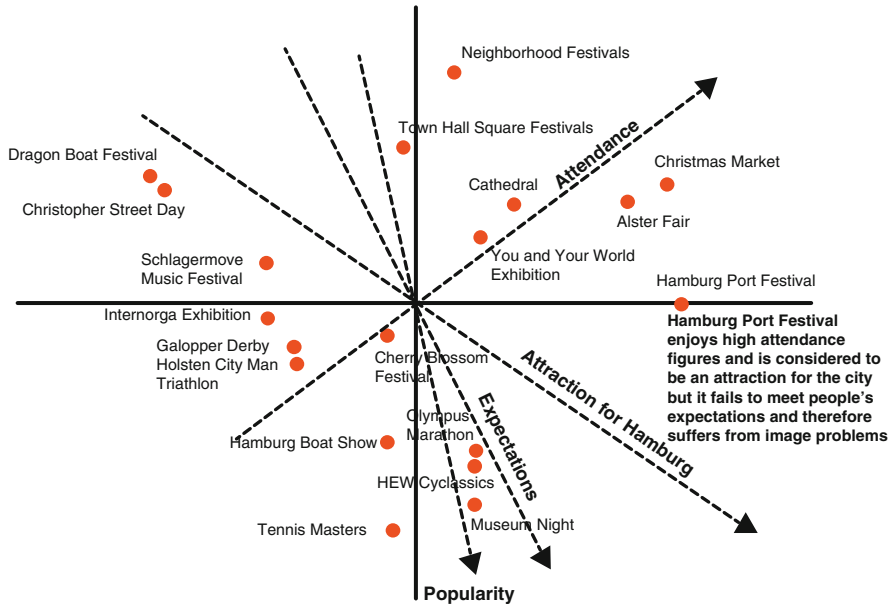 Neighborhood Festivals
Town Hall Square Festivals
Attendance
Dragon Boat Festival
Christopher Street Day
Cathedral
Christmas Market
Alster Fair
You and Your World
Exhibition
Schlagermove
Music Festival
Hamburg Port Festival
Internorga Exhibition
Hamburg Port Festival
enjoys high attendance
figures and is considered to
be an attraction for the city
but it fails to meet people's
expectations and therefore
suffers from image problems
Galopper Derby
Holsten City Man
Triathlon
Cherry Blossom
Festival
Attraction for Hamburg
Expectations
Olympus
Marathon
Hamburg Boat Show
HEW Cyclassics
Museum Night
Tennis Masters
Popularity